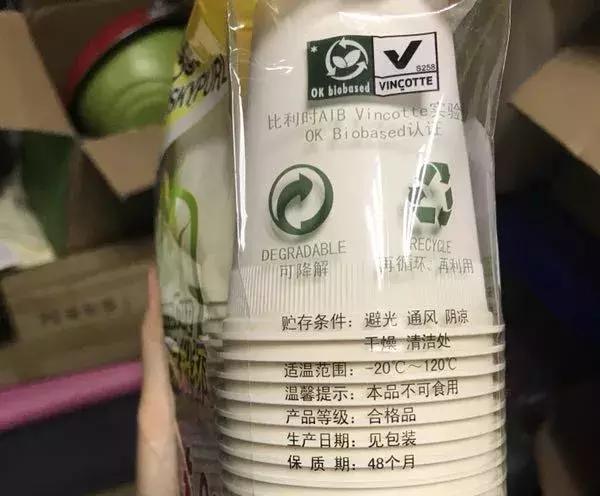 SKYPURL
OK biobased
S258
VINÇOTTE
比利时AIB Vincotte实验
OK Biobased认证
DEGRADABLE
可降解
RECYCLE
再循环、再利用
贮存条件：避光 通风 阴凉
干燥 清洁处
适温范围：-20℃～120℃
温馨提示：本品不可食用
产品等级：合格品
生产日期：见包装
保 质 期：48个月